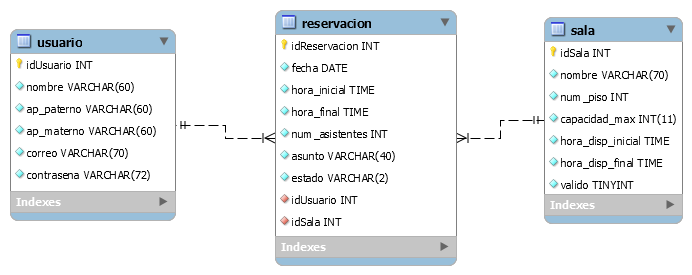 usuario
idUsuario INT
nombre VARCHAR(60)
ap_paterno VARCHAR(60)
ap_materno VARCHAR(60)
correo VARCHAR(70)
contrasena VARCHAR(72)
Indexes
reservacion
idReservacion INT
fecha DATE
hora_inicial TIME
hora_final TIME
num_asistentes INT
asunto VARCHAR(40)
estado VARCHAR(2)
idUsuario INT
idSala INT
Indexes
sala
idSala INT
nombre VARCHAR(70)
num_piso INT
capacidad_max INT(11)
hora_disp_inicial TIME
hora_disp_final TIME
valido TINYINT
Indexes